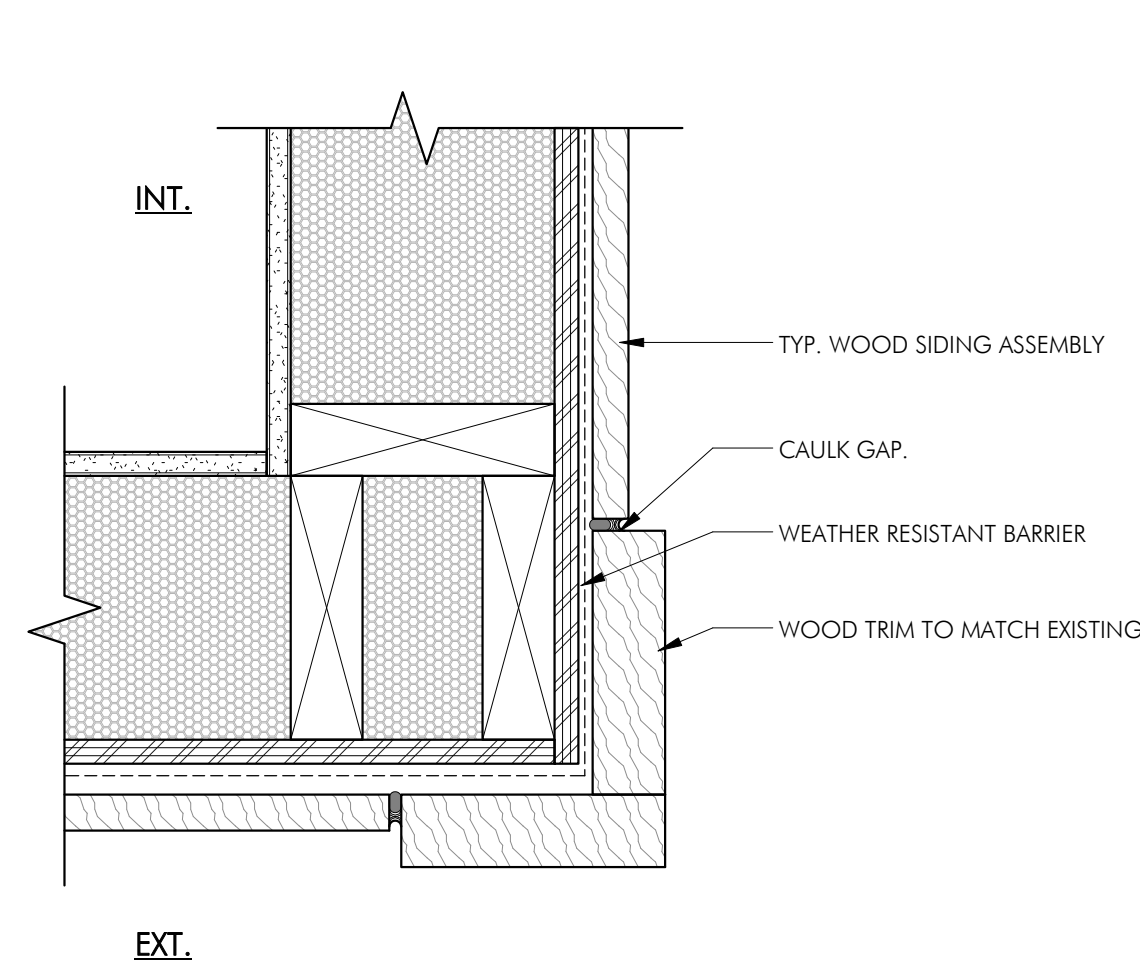 INT.
TYP. WOOD SIDING ASSEMBLY
CAULK GAP.
WEATHER RESISTANT BARRIER
WOOD TRIM TO MATCH EXISTING
EXT.